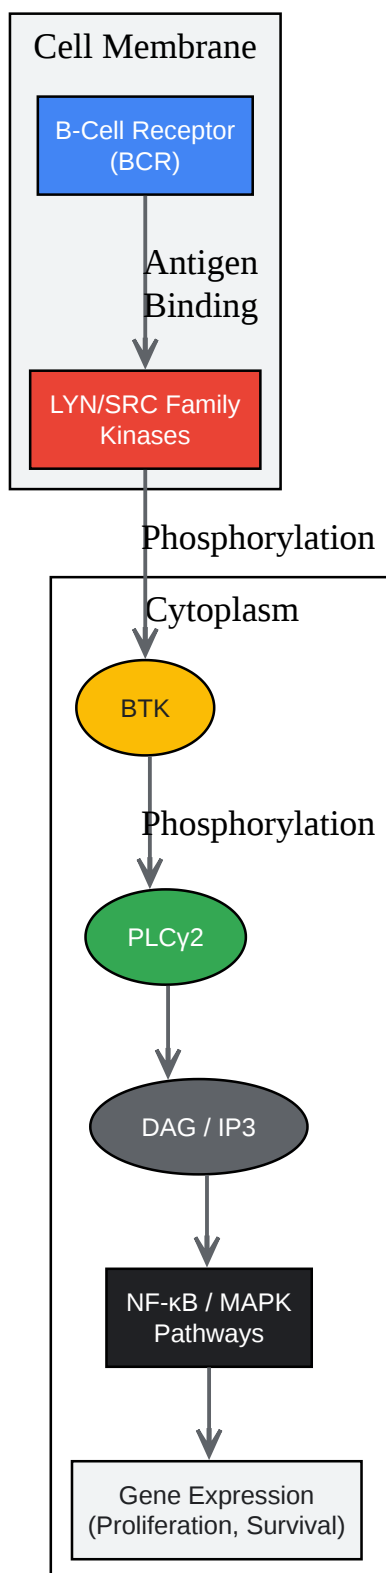 Cell Membrane
B-Cell Receptor
(BCR)
Antigen
Binding
LYN/SRC Family
Kinases
Phosphorylation
Cytoplasm
BTK
Phosphorylation
PLCγ2
DAG / IP3
NF-κB / MAPK
Pathways
Gene Expression
(Proliferation, Survival)